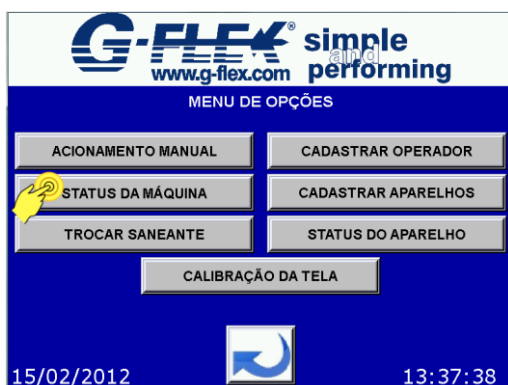 G-FLEX® simple
and
www.g-flex.com performing
MENU DE OPÇÕES
ACIONAMENTO MANUAL CADASTRAR OPERADOR
STATUS DA MÁQUINA CADASTRAR APARELHOS
TROCAR SANEANTE STATUS DO APARELHO
CALIBRAÇÃO DA TELA
15/02/2012 13:37:38